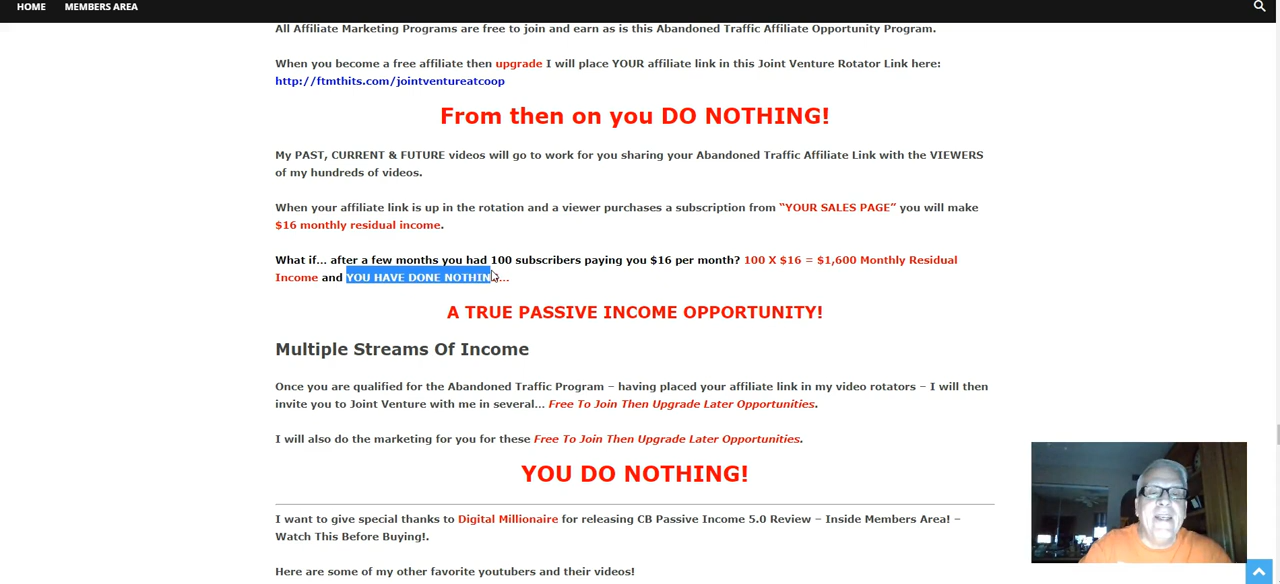 HOME MEMBERS AREA
All Affiliate Marketing Programs are free to join and earn as is this Abandoned Traffic Affiliate Opportunity Program.
When you become a free affiliate then upgrade I will place YOUR affiliate link in this Joint Venture Rotator Link here:
http://ftmthits.com/jointventureatcoop
From then on you DO NOTHING!
My PAST, CURRENT & FUTURE videos will go to work for you sharing your Abandoned Traffic Affiliate Link with the VIEWERS
of my hundreds of videos.
When your affiliate link is up in the rotation and a viewer purchases a subscription from “YOUR SALES PAGE” you will make
$16 monthly residual income.
What if… after a few months you had 100 subscribers paying you $16 per month? 100 X $16 = $1,600 Monthly Residual
Income and YOU HAVE DONE NOTHIN…
A TRUE PASSIVE INCOME OPPORTUNITY!
Multiple Streams Of Income
Once you are qualified for the Abandoned Traffic Program – having placed your affiliate link in my video rotators – I will then
invite you to Joint Venture with me in several… Free To Join Then Upgrade Later Opportunities.
I will also do the marketing for you for these Free To Join Then Upgrade Later Opportunities.
YOU DO NOTHING!
I want to give special thanks to Digital Millionaire for releasing CB Passive Income 5.0 Review – Inside Members Area! –
Watch This Before Buying!.
Here are some of my other favorite youtubers and their videos!